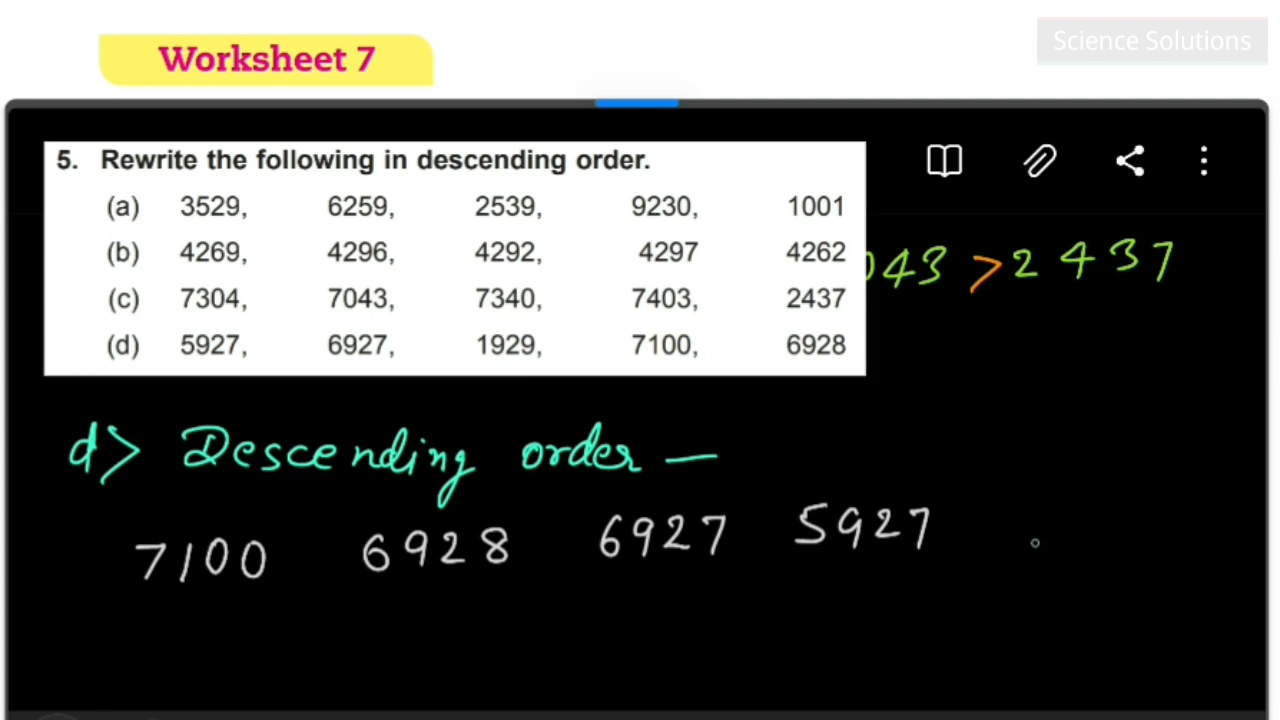 Science Solutions
Worksheet 7
5. Rewrite the following in descending order.
(a) 3529, 6259, 2539, 9230, 1001
(b) 4269, 4296, 4292, 4297 4262
(c) 7304, 7043, 7340, 7403, 2437
(d) 5927, 6927, 1929, 7100, 6928
043 > 2437
d> Descending order —
7100 6928 6927 5927